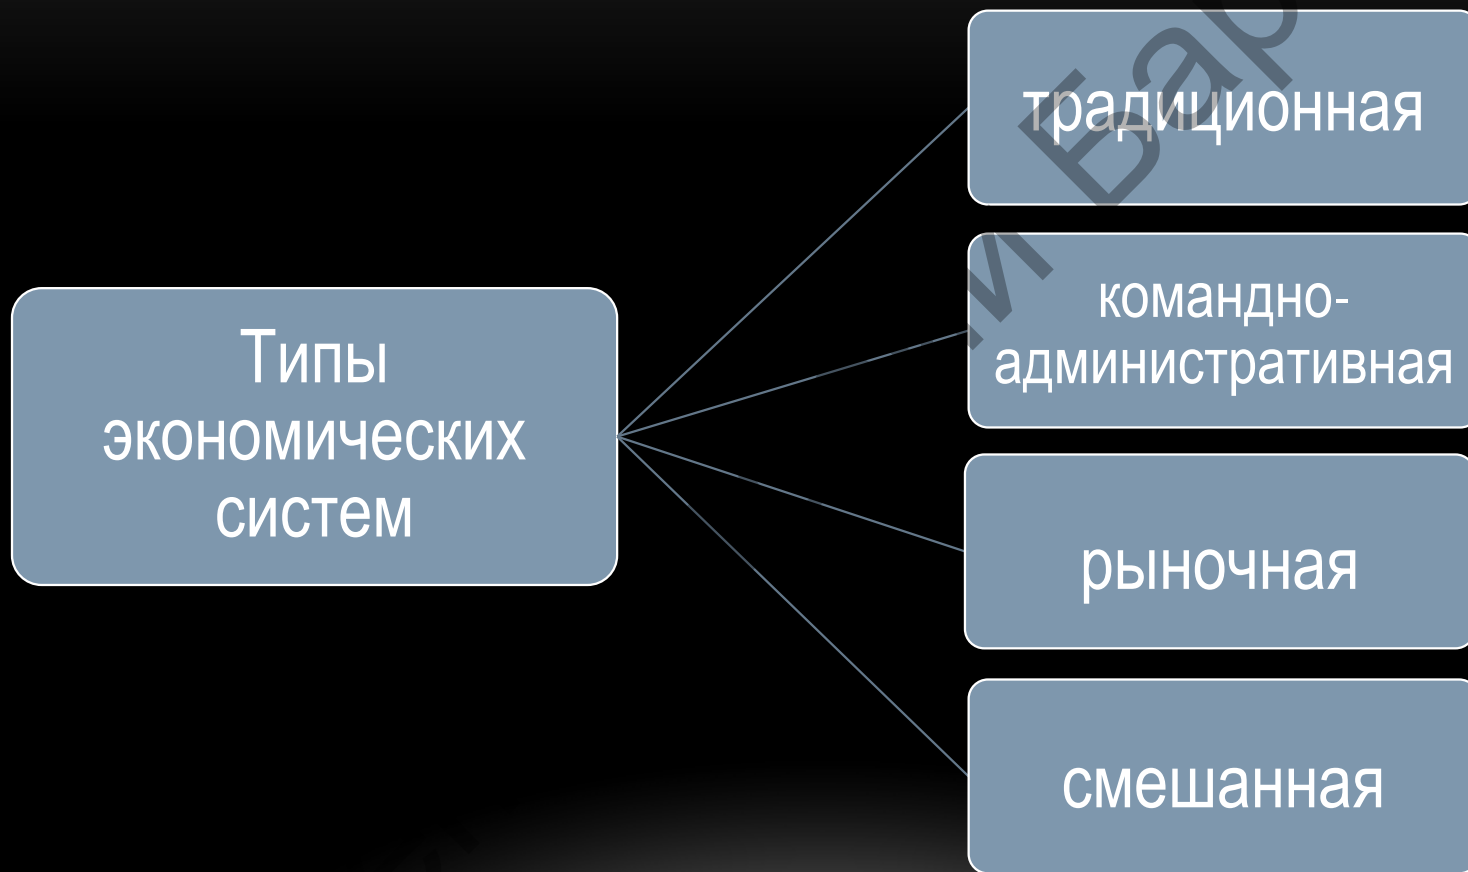 Типы
экономических
систем
традиционная
командно-
административная
рыночная
смешанная